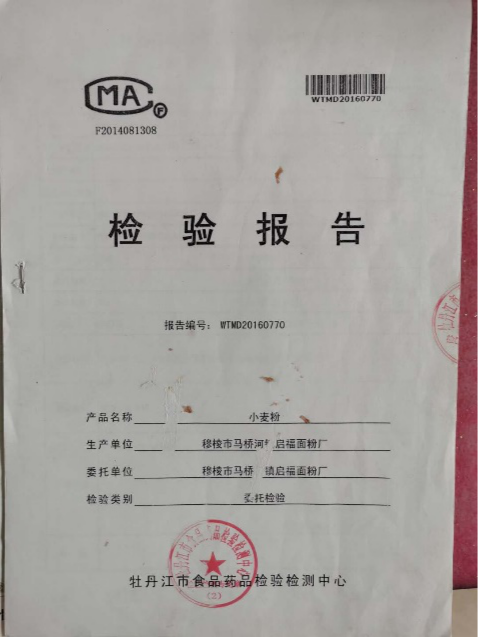 CMA F
WTMD20160770
F2014081308
检验报告
报告编号: WTMD20160770
产品名称 小麦粉
生产单位 穆棱市马桥河 启福面粉厂
委托单位 穆棱市马桥 镇启福面粉厂
检验类别 委托检验
牡丹江市食品药品检验检测中心
(2)